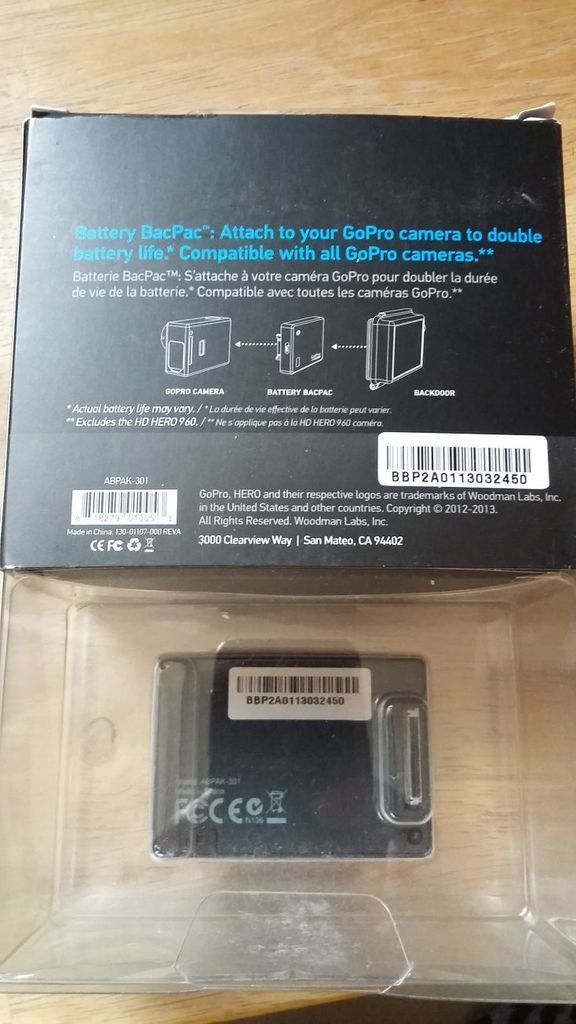 Battery BacPac™: Attach to your GoPro camera to double
battery life.* Compatible with all GoPro cameras.**
Batterie BacPac™: S'attache à votre caméra GoPro pour doubler la durée
de vie de la batterie.* Compatible avec toutes les caméras GoPro.**
GOPRO CAMERA
BATTERY BACPAC
BACKDOOR
* Actual battery life may vary. / * La durée de vie effective de la batterie peut varier.
** Excludes the HD HERO 960. / ** Ne s'applique pas à la HD HERO 960 caméra.
BBP2A0113032450
ABPAK-301
GoPro, HERO and their respective logos are trademarks of Woodman Labs, Inc.
in the United States and other countries. Copyright © 2012-2013.
All Rights Reserved. Woodman Labs, Inc.
Made in China. 130-01107-000 REVA
CE FC
3000 Clearview Way | San Mateo, CA 94402
BBP2A0113032450
ABPAK-301
FC CE
N136